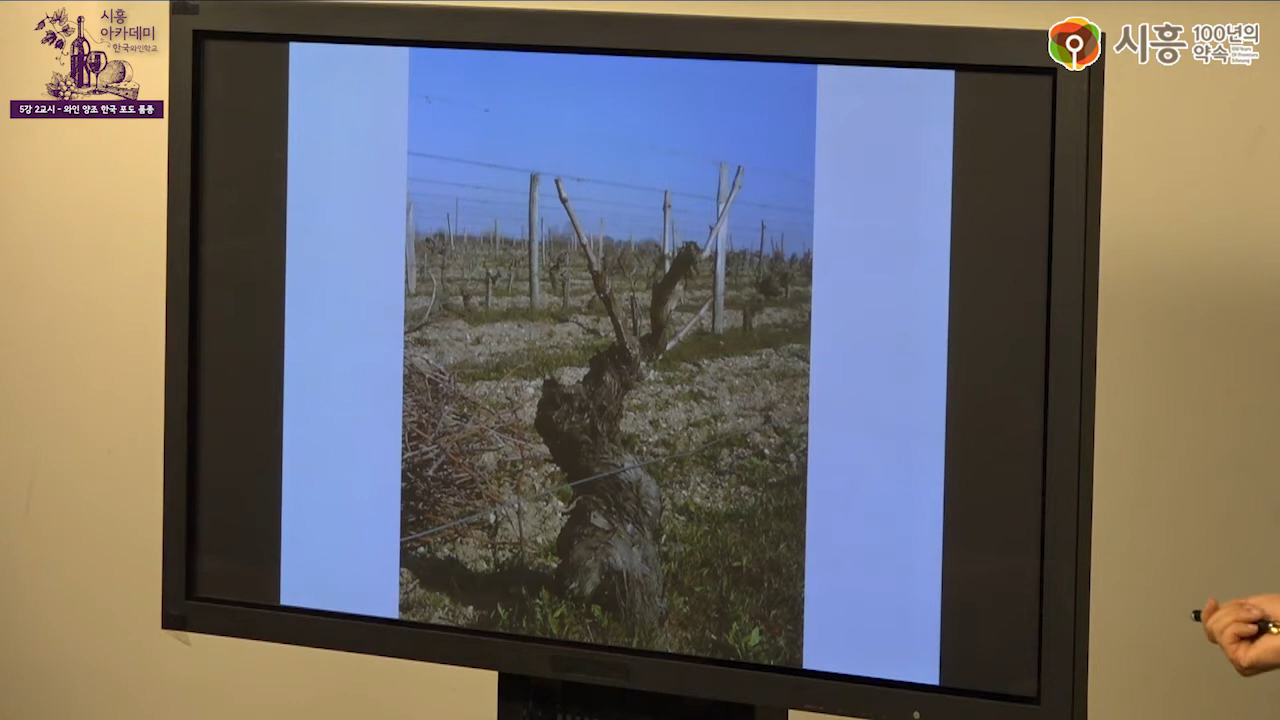 시흥
아카데미
한국와인학교
5강 2교시 - 와인 양조 한국 포도 품종
시흥 100년의
약속